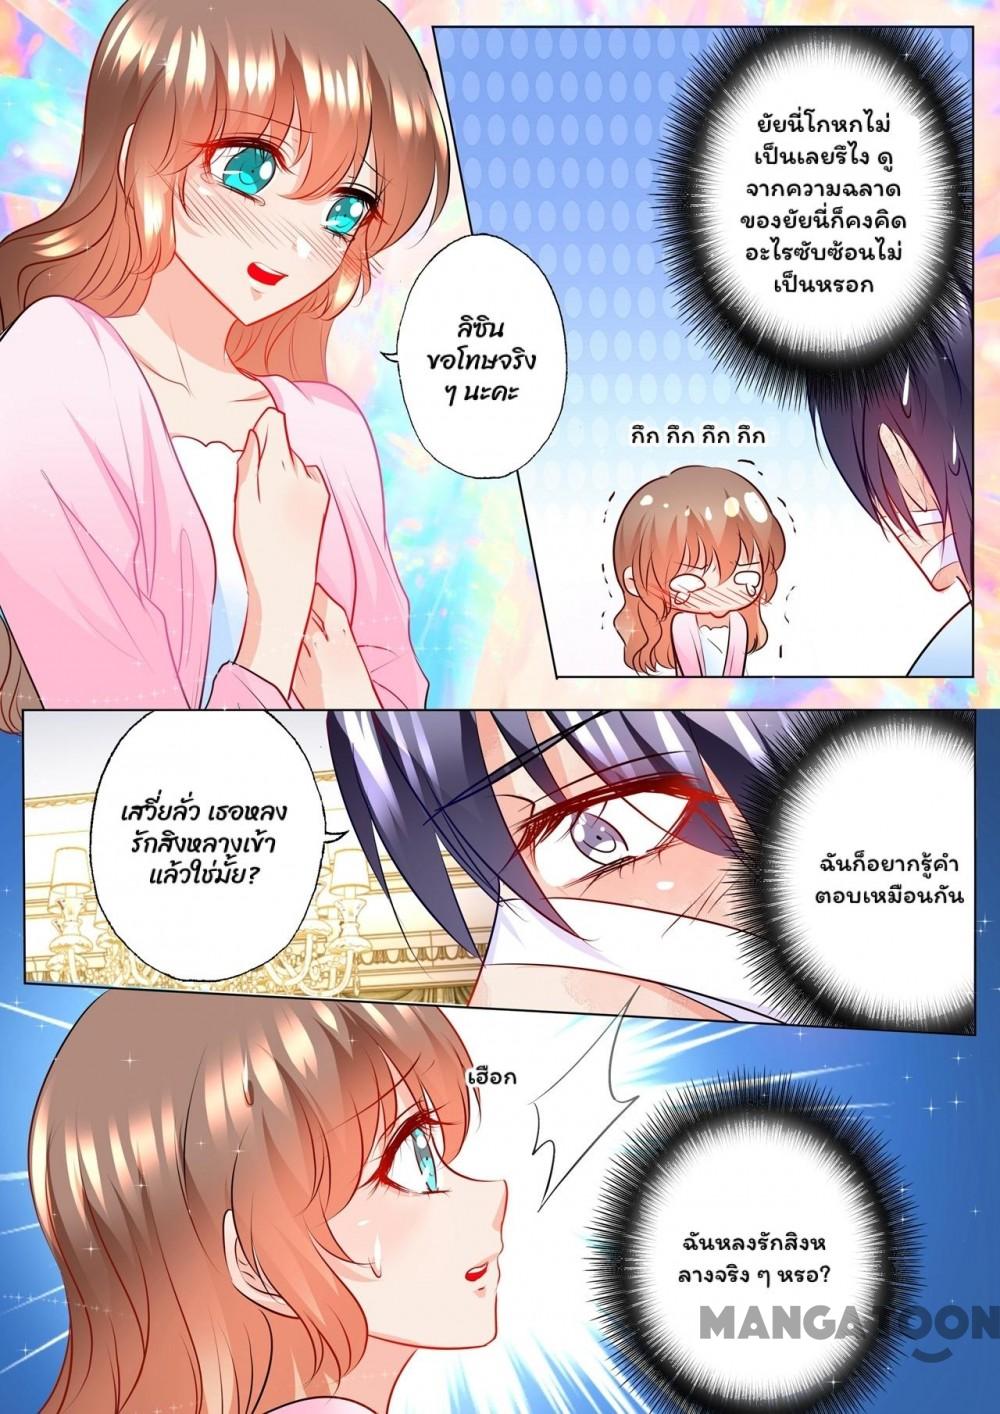 ยัยนี่โกหกไม่
เป็นเลยรึไง ดู
จากความฉลาด
ของยัยนี่ก็คงคิด
อะไรซับซ้อนไม่
เป็นหรอก
ลิซิน
ขอโทษจริง
ๆ นะคะ
กึก กึก กึก กึก
เสวี่ยลั่ว เธอหลง
รักสิงหลางเข้า
แล้วใช่มั้ย?
ฉันก็อยากรู้คำ
ตอบเหมือนกัน
เฮือก
ฉันหลงรักสิงห
ลางจริง ๆ หรอ?
MANGATOON